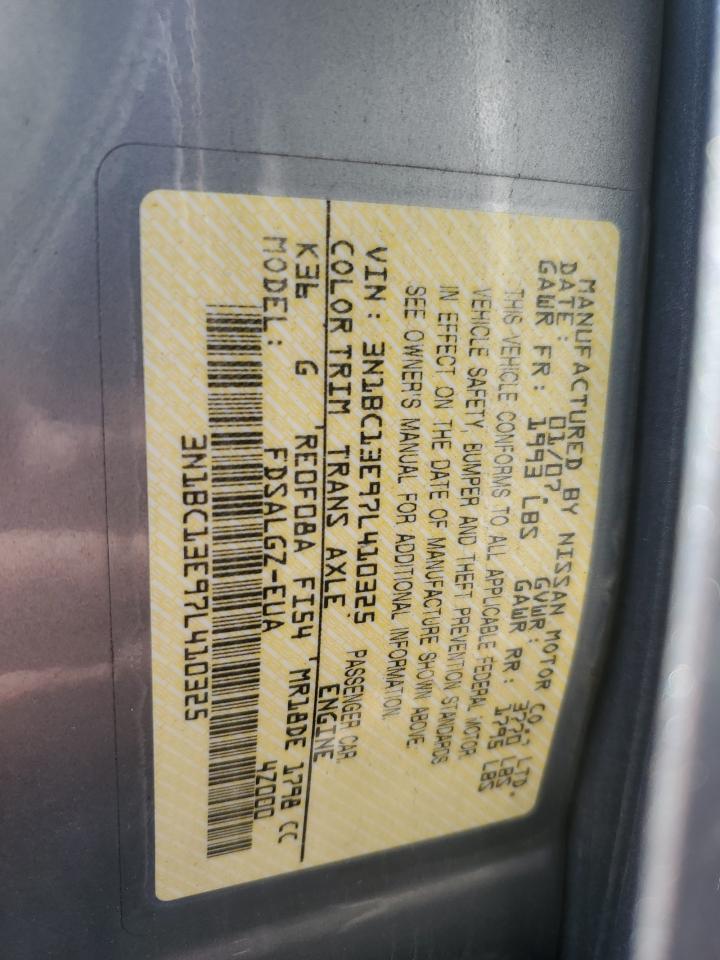 MANUFACTURED BY NISSAN MOTOR CO., LTD.
DATE: 01/07. GVWR: 3770 LBS
GAWR FR: 1993 LBS GAWR RR: 1795 LBS
THIS VEHICLE CONFORMS TO ALL APPLICABLE FEDERAL MOTOR
VEHICLE SAFETY, BUMPER AND THEFT PREVENTION STANDARDS
IN EFFECT ON THE DATE OF MANUFACTURE SHOWN ABOVE.
SEE OWNER'S MANUAL FOR ADDITIONAL INFORMATION.
VIN: 3N1BC13E97L410325 PASSENGER CAR
COLOR TRIM TRANS AXLE ENGINE
K36 G RE0F08A FI54 MR18DE 1798 CC
MODEL: FDSALGZ-EUA 4Z000
3N1BC13E97L410325